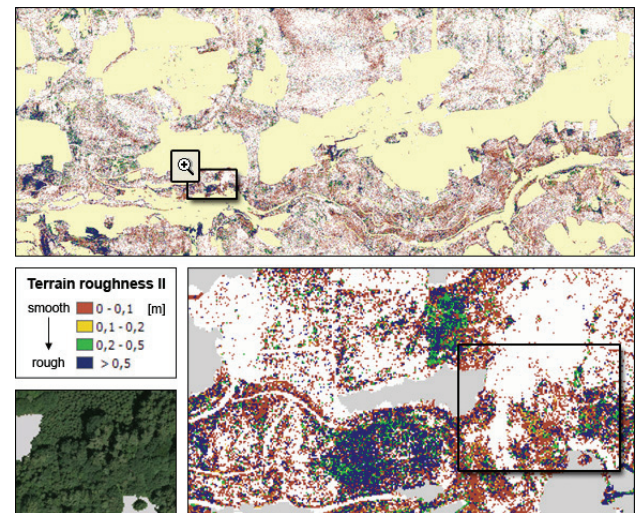 Terrain roughness II
smooth 0 - 0,1 [m]
0,1 - 0,2
0,2 - 0,5
rough > 0,5